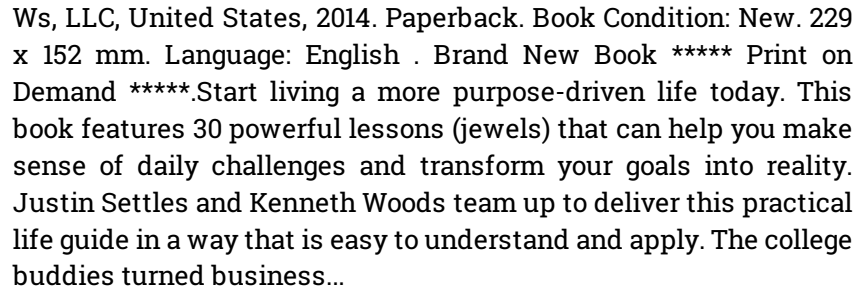 Ws, LLC, United States, 2014. Paperback. Book Condition: New. 229
x 152 mm. Language: English . Brand New Book ***** Print on
Demand *****.Start living a more purpose-driven life today. This
book features 30 powerful lessons (jewels) that can help you make
sense of daily challenges and transform your goals into reality.
Justin Settles and Kenneth Woods team up to deliver this practical
life guide in a way that is easy to understand and apply. The college
buddies turned business...